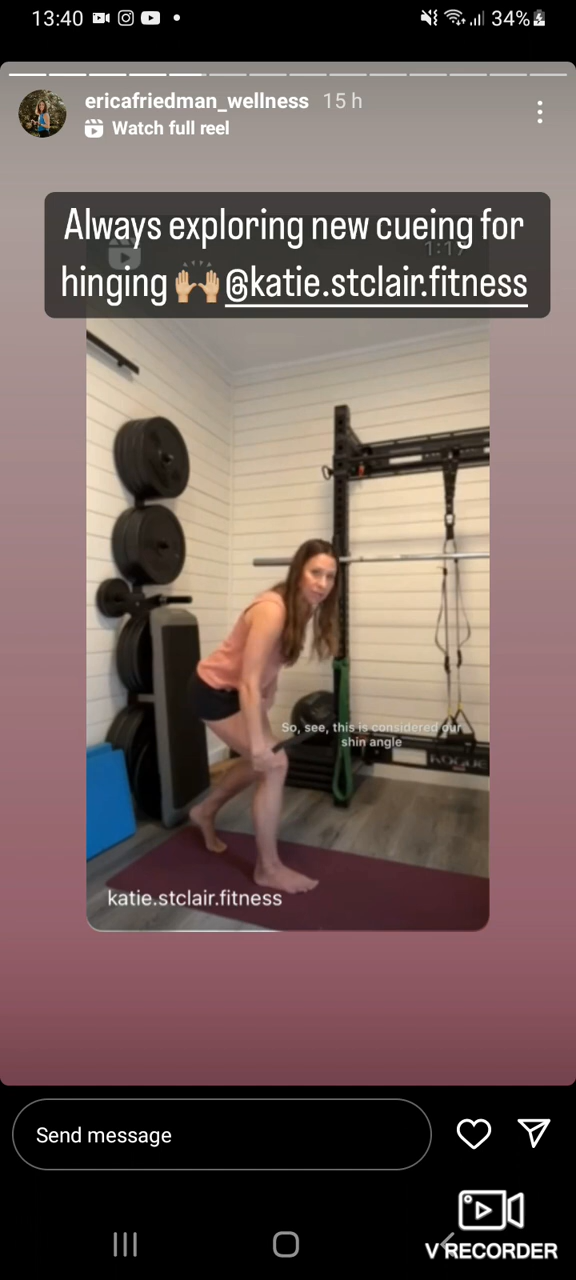 13:40
34%
ericafriedman_wellness 15 h
Watch full reel
Always exploring new cueing for
hinging 🙌🏼 @katie.stclair.fitness
So, see, this is considered our
shin angle
ROGUE
katie.stclair.fitness
Send message
V RECORDER